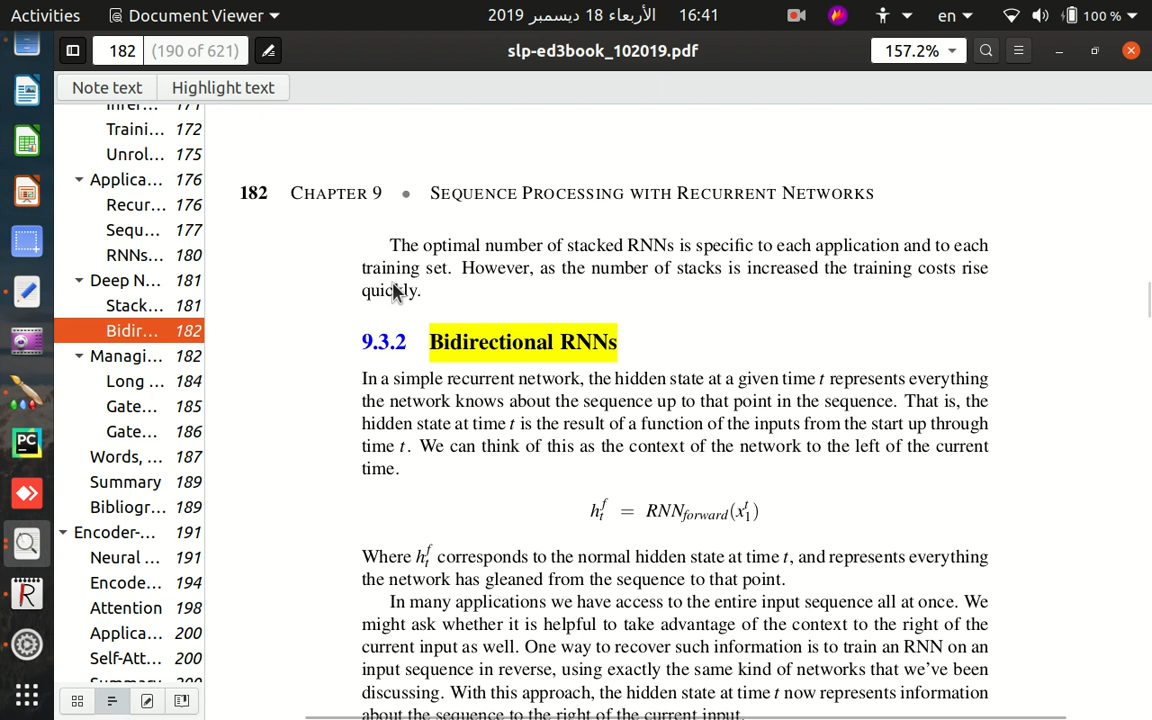 Activities Document Viewer 2019 الأربعاء 18 ديسمبر 16:41 en 100 %
182 (190 of 621) slp-ed3book_102019.pdf 157.2%
Note text Highlight text
Traini... 172
Unrol... 175
Applica... 176
Recur... 176
Sequ... 177
RNNs... 180
Deep N... 181
Stack... 181
Bidir... 182
Managi... 182
Long ... 184
Gate... 185
Gate... 186
Words, ... 187
Summary 189
Bibliogr... 189
Encoder-... 191
Neural ... 191
Encode... 194
Attention 198
Applica... 200
Self-Att... 200
182 CHAPTER 9 • SEQUENCE PROCESSING WITH RECURRENT NETWORKS
The optimal number of stacked RNNs is specific to each application and to each
training set. However, as the number of stacks is increased the training costs rise
quickly.
9.3.2 Bidirectional RNNs
In a simple recurrent network, the hidden state at a given time t represents everything
the network knows about the sequence up to that point in the sequence. That is, the
hidden state at time t is the result of a function of the inputs from the start up through
time t. We can think of this as the context of the network to the left of the current
time.
h_t^f = RNN_forward(x_1^t)
Where h_t^f corresponds to the normal hidden state at time t, and represents everything
the network has gleaned from the sequence to that point.
In many applications we have access to the entire input sequence all at once. We
might ask whether it is helpful to take advantage of the context to the right of the
current input as well. One way to recover such information is to train an RNN on an
input sequence in reverse, using exactly the same kind of networks that we've been
discussing. With this approach, the hidden state at time t now represents information
about the sequence to the right of the current input.
PC
R